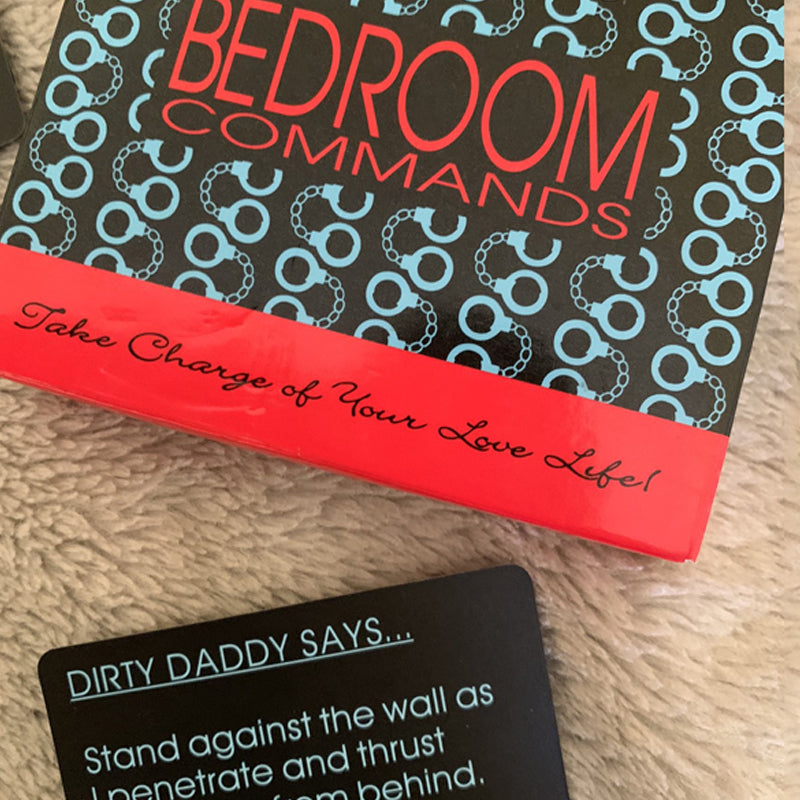 BEDROOM
COMMANDS
Take Charge of Your Love Life!
DIRTY DADDY SAYS...
Stand against the wall as
I penetrate and thrust
from behind.